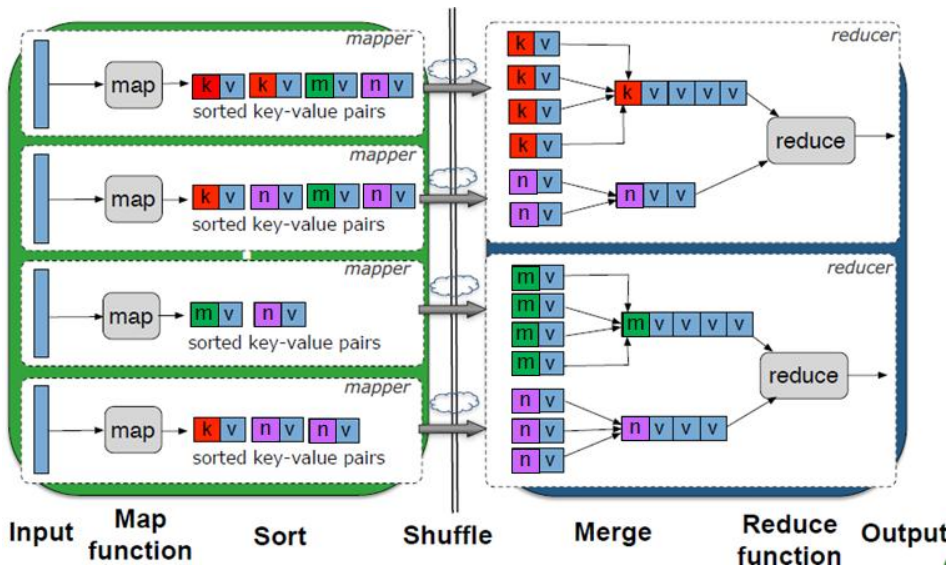 mapper
map
k v k v m v n v
sorted key-value pairs
mapper
map
k v n v m v n v
sorted key-value pairs
mapper
map
m v n v
sorted key-value pairs
mapper
map
k v n v n v
sorted key-value pairs
reducer
k v
k v
k v
k v
k v v v v
n v
n v
n v v
reduce
reducer
m v
m v
m v
m v
m v v v v
n v
n v
n v
n v v v
reduce
Input
Map
function
Sort
Shuffle
Merge
Reduce
function
Output